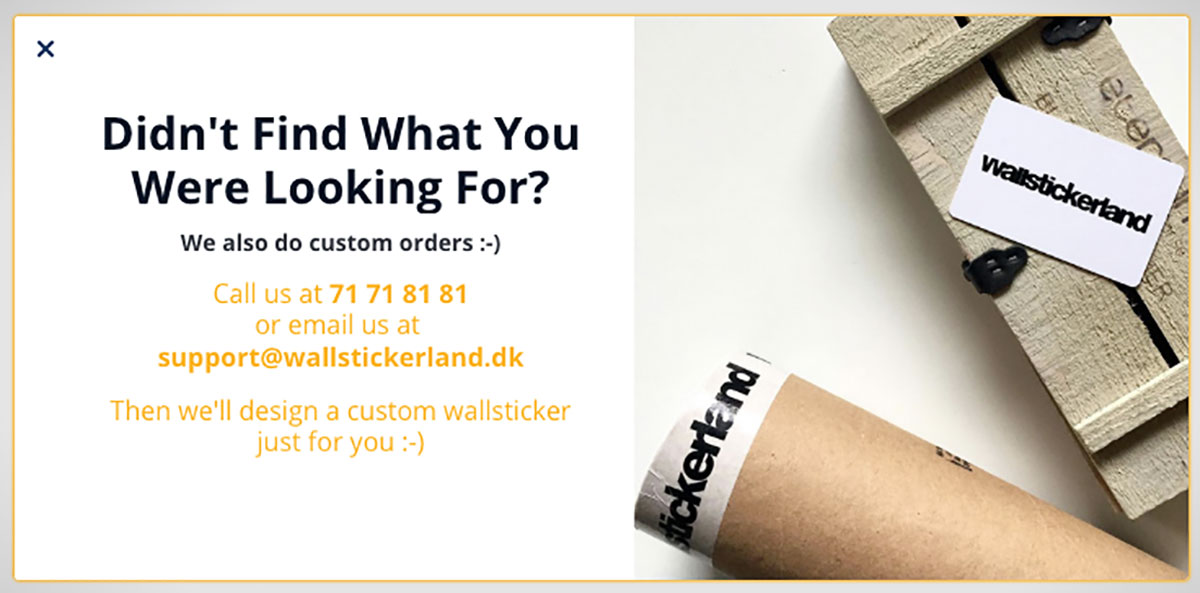 Didn't Find What You
Were Looking For?
We also do custom orders :-)
Call us at 71 71 81 81
or email us at
support@wallstickerland.dk
Then we'll design a custom wallsticker
just for you :-)
wallstickerland
stickerland